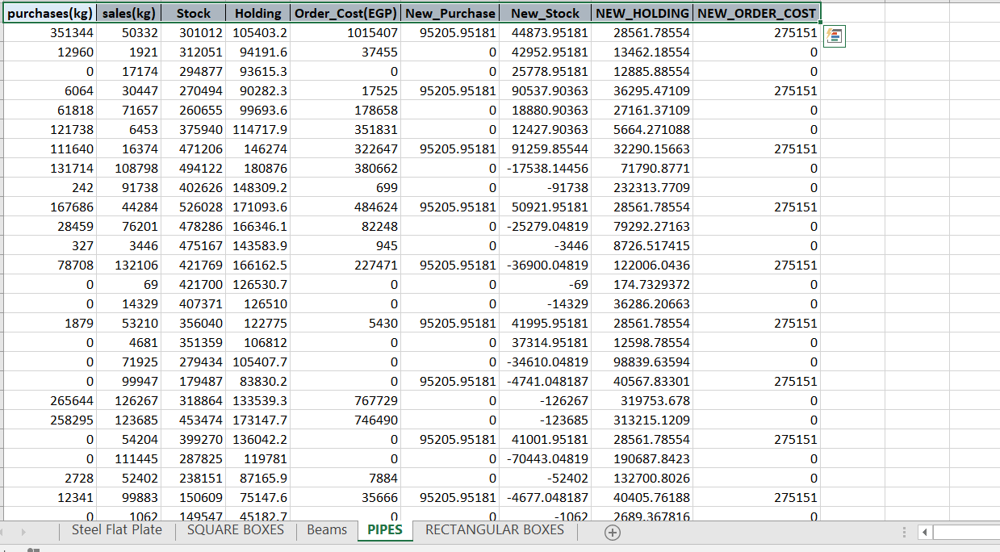 purchases(kg) sales(kg) Stock Holding Order_Cost(EGP) New_Purchase New_Stock NEW_HOLDING NEW_ORDER_COST
351344 50332 301012 105403.2 1015407 95205.95181 44873.95181 28561.78554 275151
12960 1921 312051 94191.6 37455 0 42952.95181 13462.18554 0
0 17174 294877 93615.3 0 0 25778.95181 12885.88554 0
6064 30447 270494 90282.3 17525 95205.95181 90537.90363 36295.47109 275151
61818 71657 260655 99693.6 178658 0 18880.90363 27161.37109 0
121738 6453 375940 114717.9 351831 0 12427.90363 5664.271088 0
111640 16374 471206 146274 322647 95205.95181 91259.85544 32290.15663 275151
131714 108798 494122 180876 380662 0 -17538.14456 71790.8771 0
242 91738 402626 148309.2 699 0 -91738 232313.7709 0
167686 44284 526028 171093.6 484624 95205.95181 50921.95181 28561.78554 275151
28459 76201 478286 166346.1 82248 0 -25279.04819 79292.27163 0
327 3446 475167 143583.9 945 0 -3446 8726.517415 0
78708 132106 421769 166162.5 227471 95205.95181 -36900.04819 122006.0436 275151
0 69 421700 126530.7 0 0 -69 174.7329372 0
0 14329 407371 126510 0 0 -14329 36286.20663 0
1879 53210 356040 122775 5430 95205.95181 41995.95181 28561.78554 275151
0 4681 351359 106812 0 0 37314.95181 12598.78554 0
0 71925 279434 105407.7 0 0 -34610.04819 98839.63594 0
0 99947 179487 83830.2 0 95205.95181 -4741.048187 40567.83301 275151
265644 126267 318864 133539.3 767729 0 -126267 319753.678 0
258295 123685 453474 173147.7 746490 0 -123685 313215.1209 0
0 54204 399270 136042.2 0 95205.95181 41001.95181 28561.78554 275151
0 111445 287825 119781 0 0 -70443.04819 190687.8423 0
2728 52402 238151 87165.9 7884 0 -52402 132700.8026 0
12341 99883 150609 75147.6 35666 95205.95181 -4677.048187 40405.76188 275151
0 1062 149547 45182.7 0 0 -1062 2689.367816 0
Steel Flat Plate SQUARE BOXES Beams PIPES RECTANGULAR BOXES